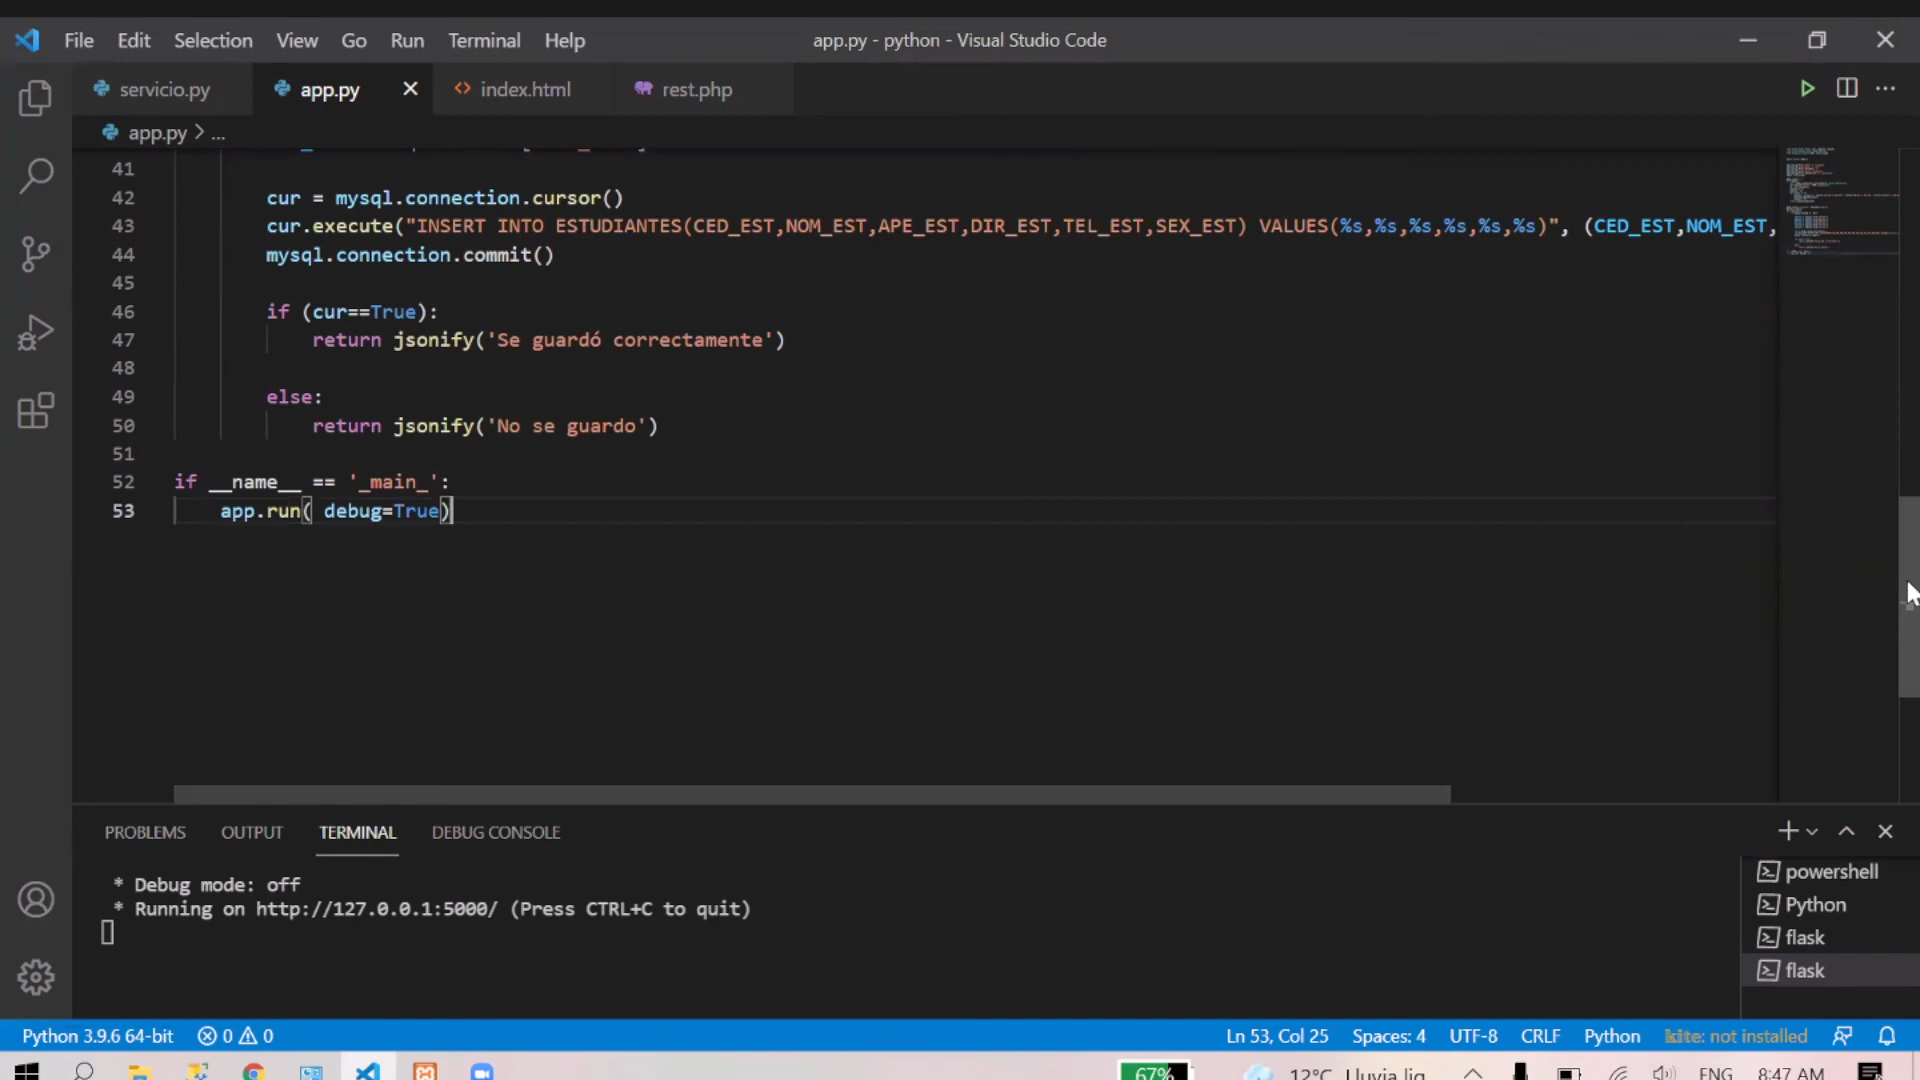 File Edit Selection View Go Run Terminal Help app.py - python - Visual Studio Code
servicio.py app.py index.html rest.php
app.py > ...
41
42 cur = mysql.connection.cursor()
43 cur.execute("INSERT INTO ESTUDIANTES(CED_EST,NOM_EST,APE_EST,DIR_EST,TEL_EST,SEX_EST) VALUES(%s,%s,%s,%s,%s,%s)", (CED_EST,NOM_EST,
44 mysql.connection.commit()
45
46 if (cur==True):
47 return jsonify('Se guardó correctamente')
48
49 else:
50 return jsonify('No se guardo')
51
52 if __name__ == '_main_':
53 app.run( debug=True)
PROBLEMS OUTPUT TERMINAL DEBUG CONSOLE
* Debug mode: off
* Running on http://127.0.0.1:5000/ (Press CTRL+C to quit)
powershell
Python
flask
flask
Python 3.9.6 64-bit 0 0 Ln 53, Col 25 Spaces: 4 UTF-8 CRLF Python kite: not installed
67% 12°C Lluvia lig. ENG 8:47 AM